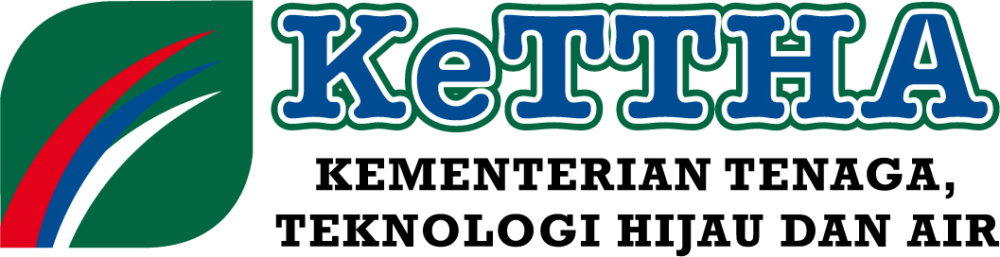 KeTTHA
KEMENTERIAN TENAGA,
TEKNOLOGI HIJAU DAN AIR